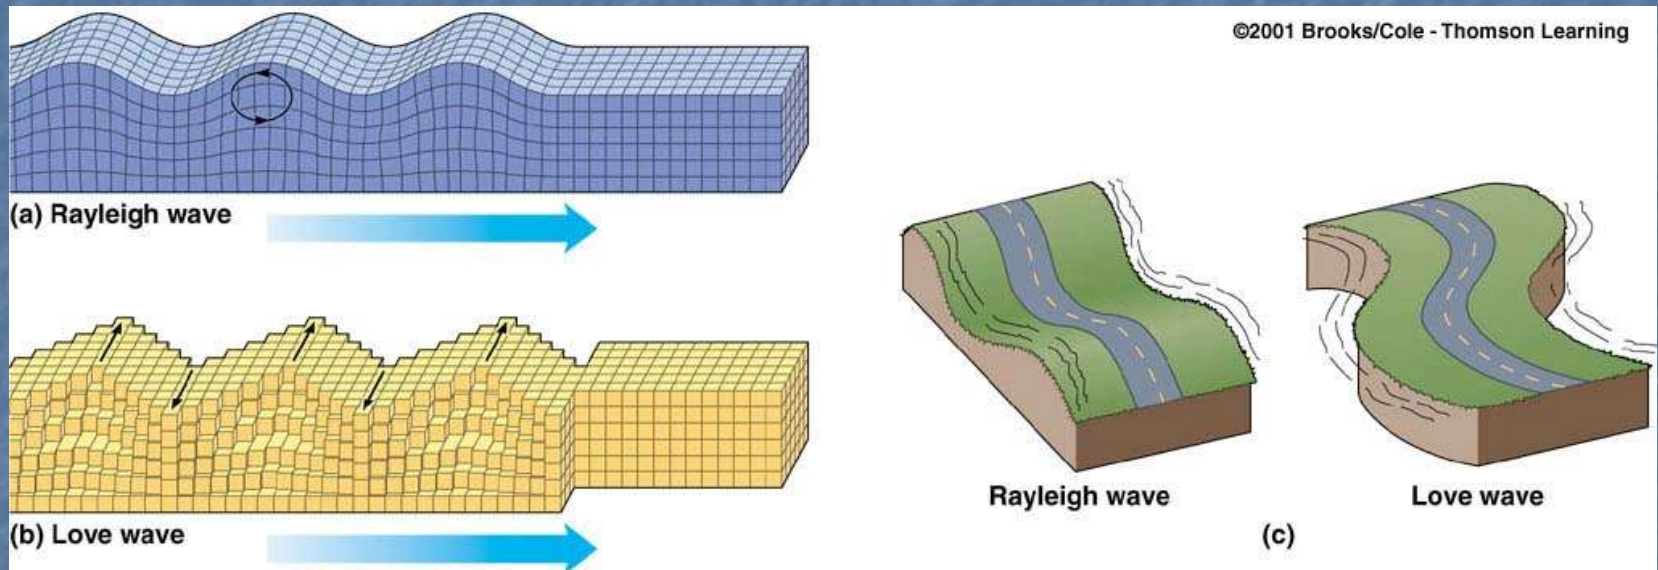 ©2001 Brooks/Cole - Thomson Learning
(a) Rayleigh wave
(b) Love wave
Rayleigh wave
Love wave
(c)